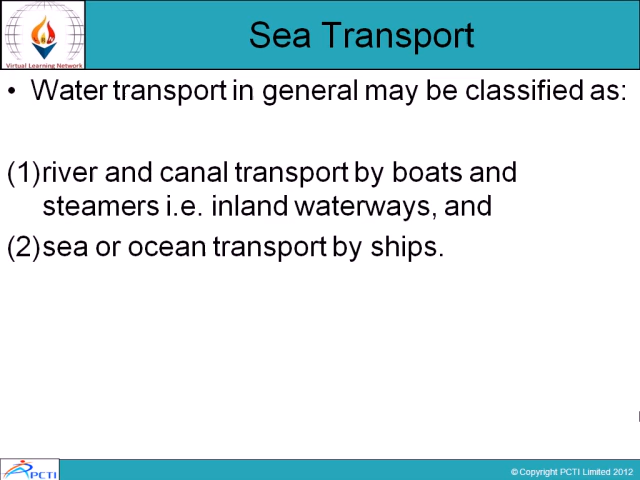 Sea Transport
Virtual Learning Network
• Water transport in general may be classified as:
(1) river and canal transport by boats and
steamers i.e. inland waterways, and
(2) sea or ocean transport by ships.
PCTI
© Copyright PCTI Limited 2012